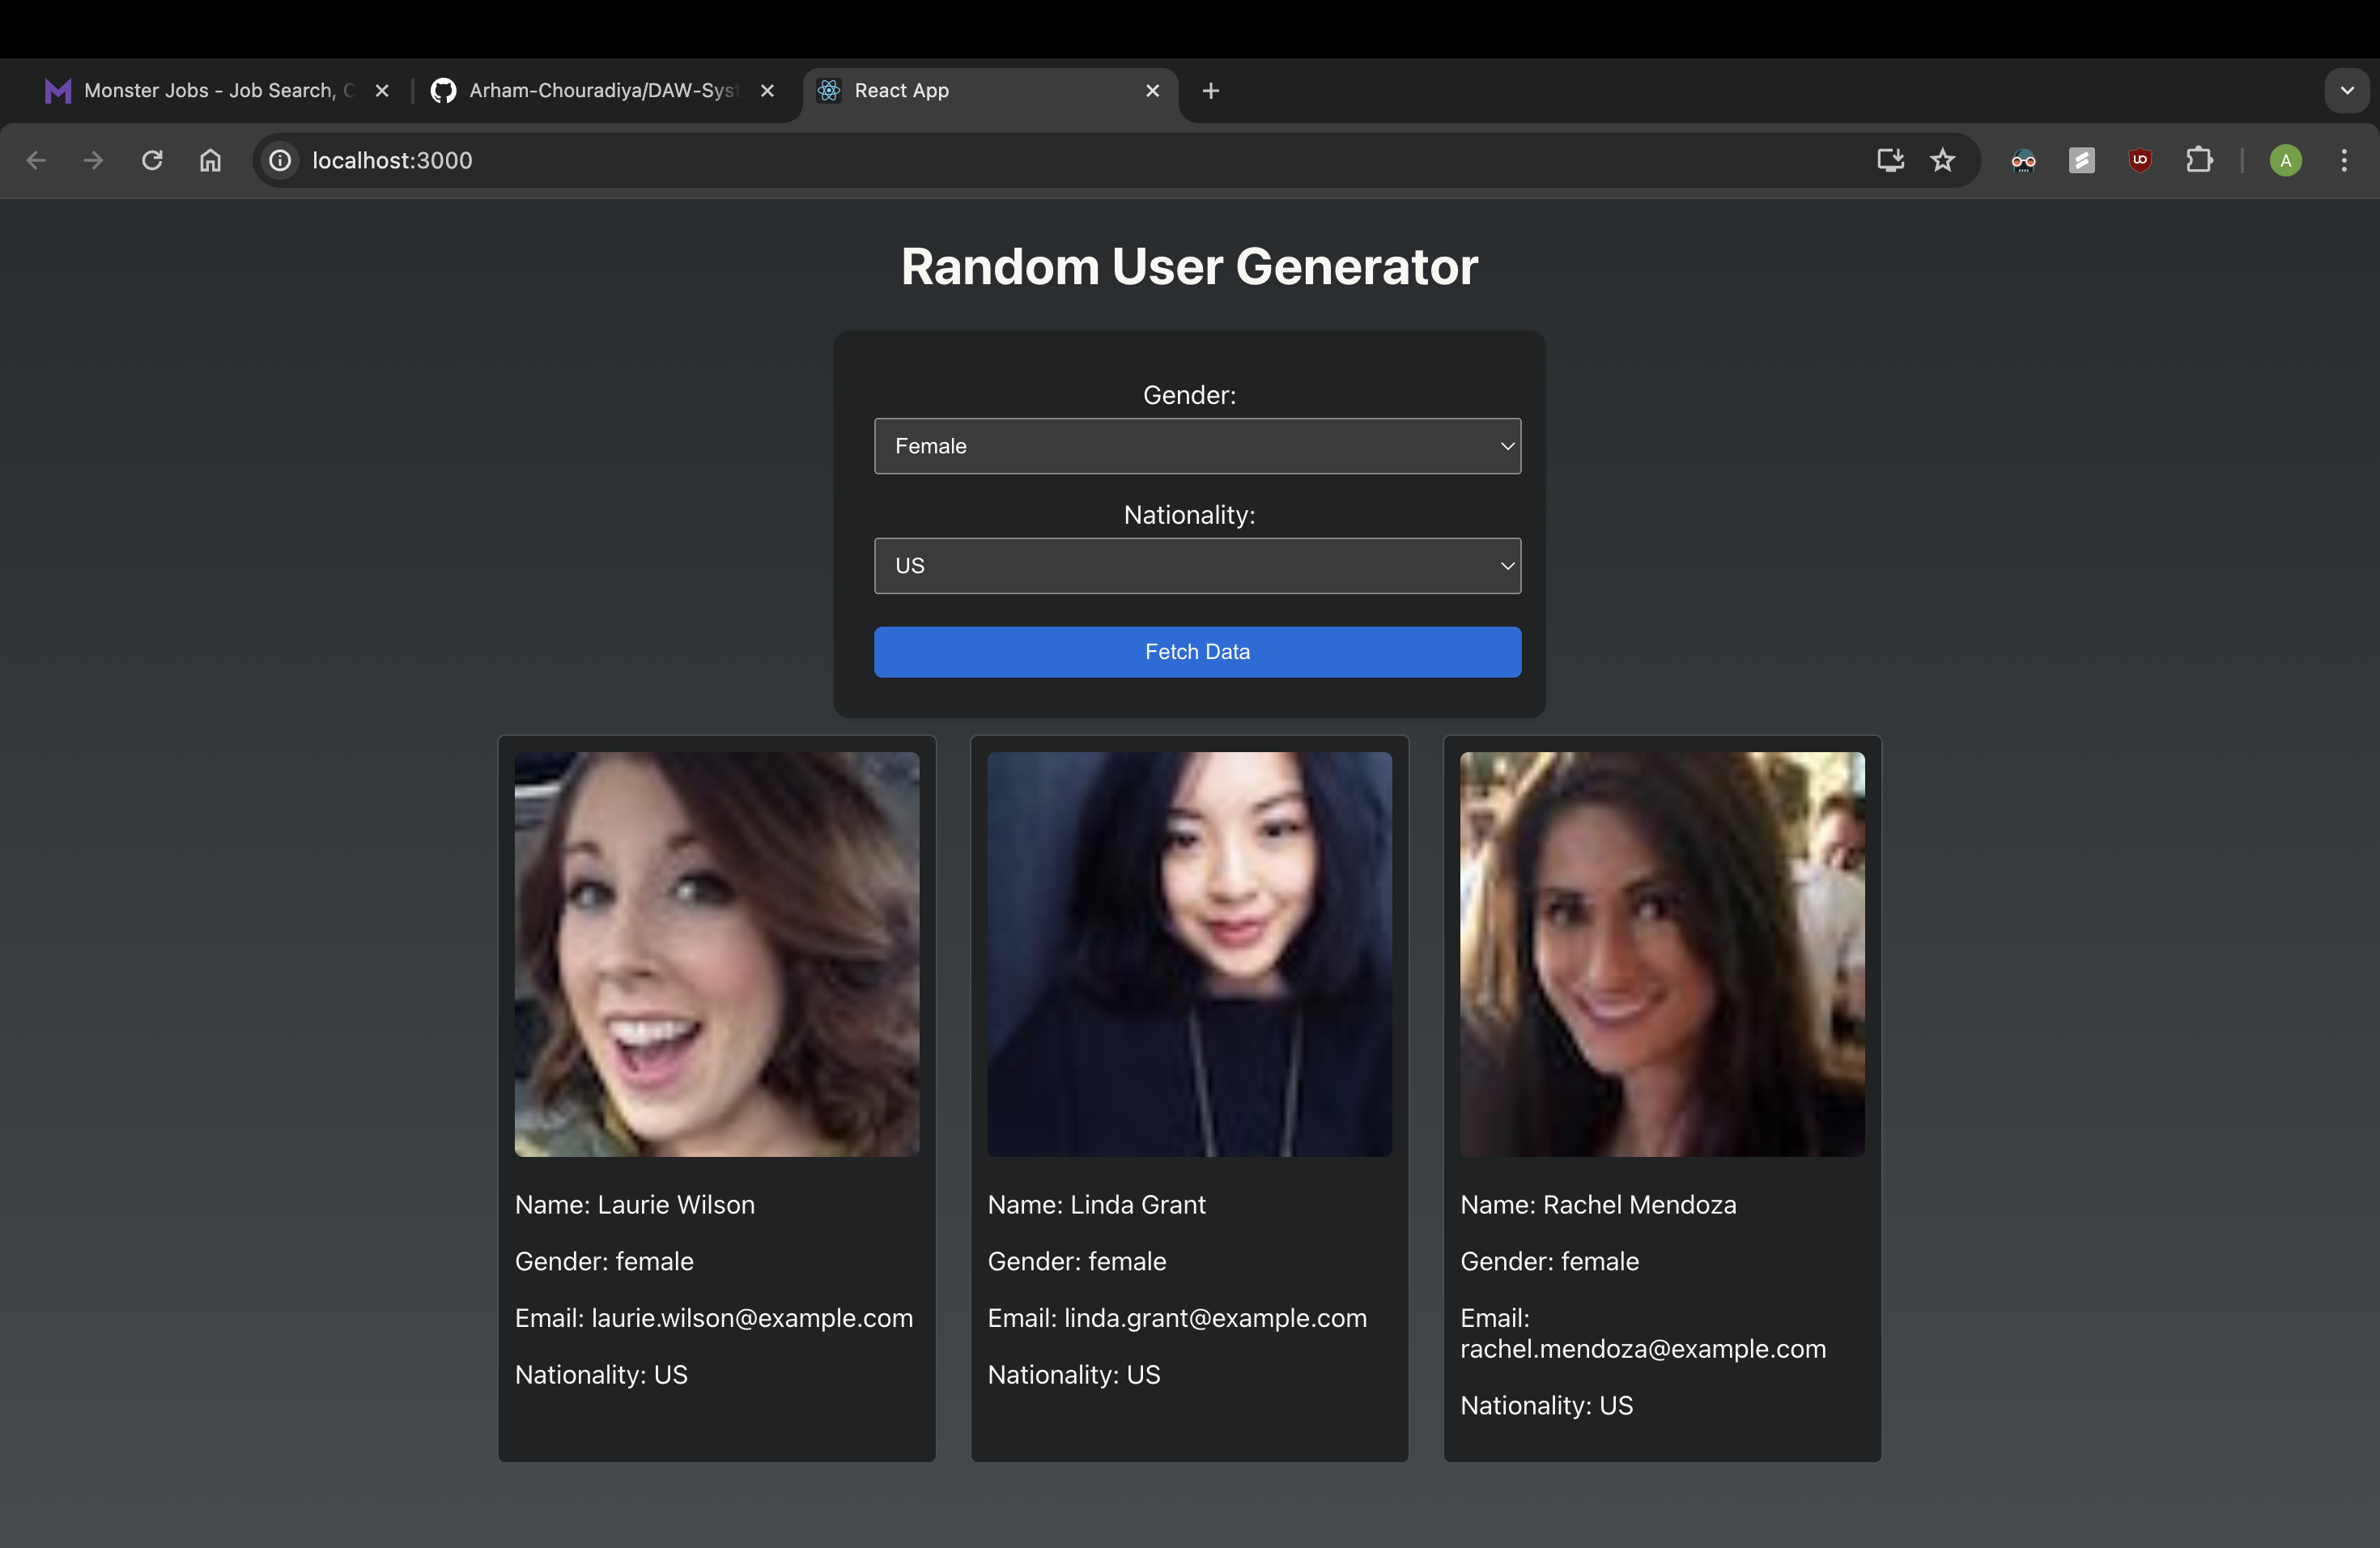 Monster Jobs - Job Search, C
Arham-Chouradiya/DAW-Syst
React App
localhost:3000
A
Random User Generator
Gender:
Female
Nationality:
US
Fetch Data
Name: Laurie Wilson
Gender: female
Email: laurie.wilson@example.com
Nationality: US
Name: Linda Grant
Gender: female
Email: linda.grant@example.com
Nationality: US
Name: Rachel Mendoza
Gender: female
Email:
rachel.mendoza@example.com
Nationality: US